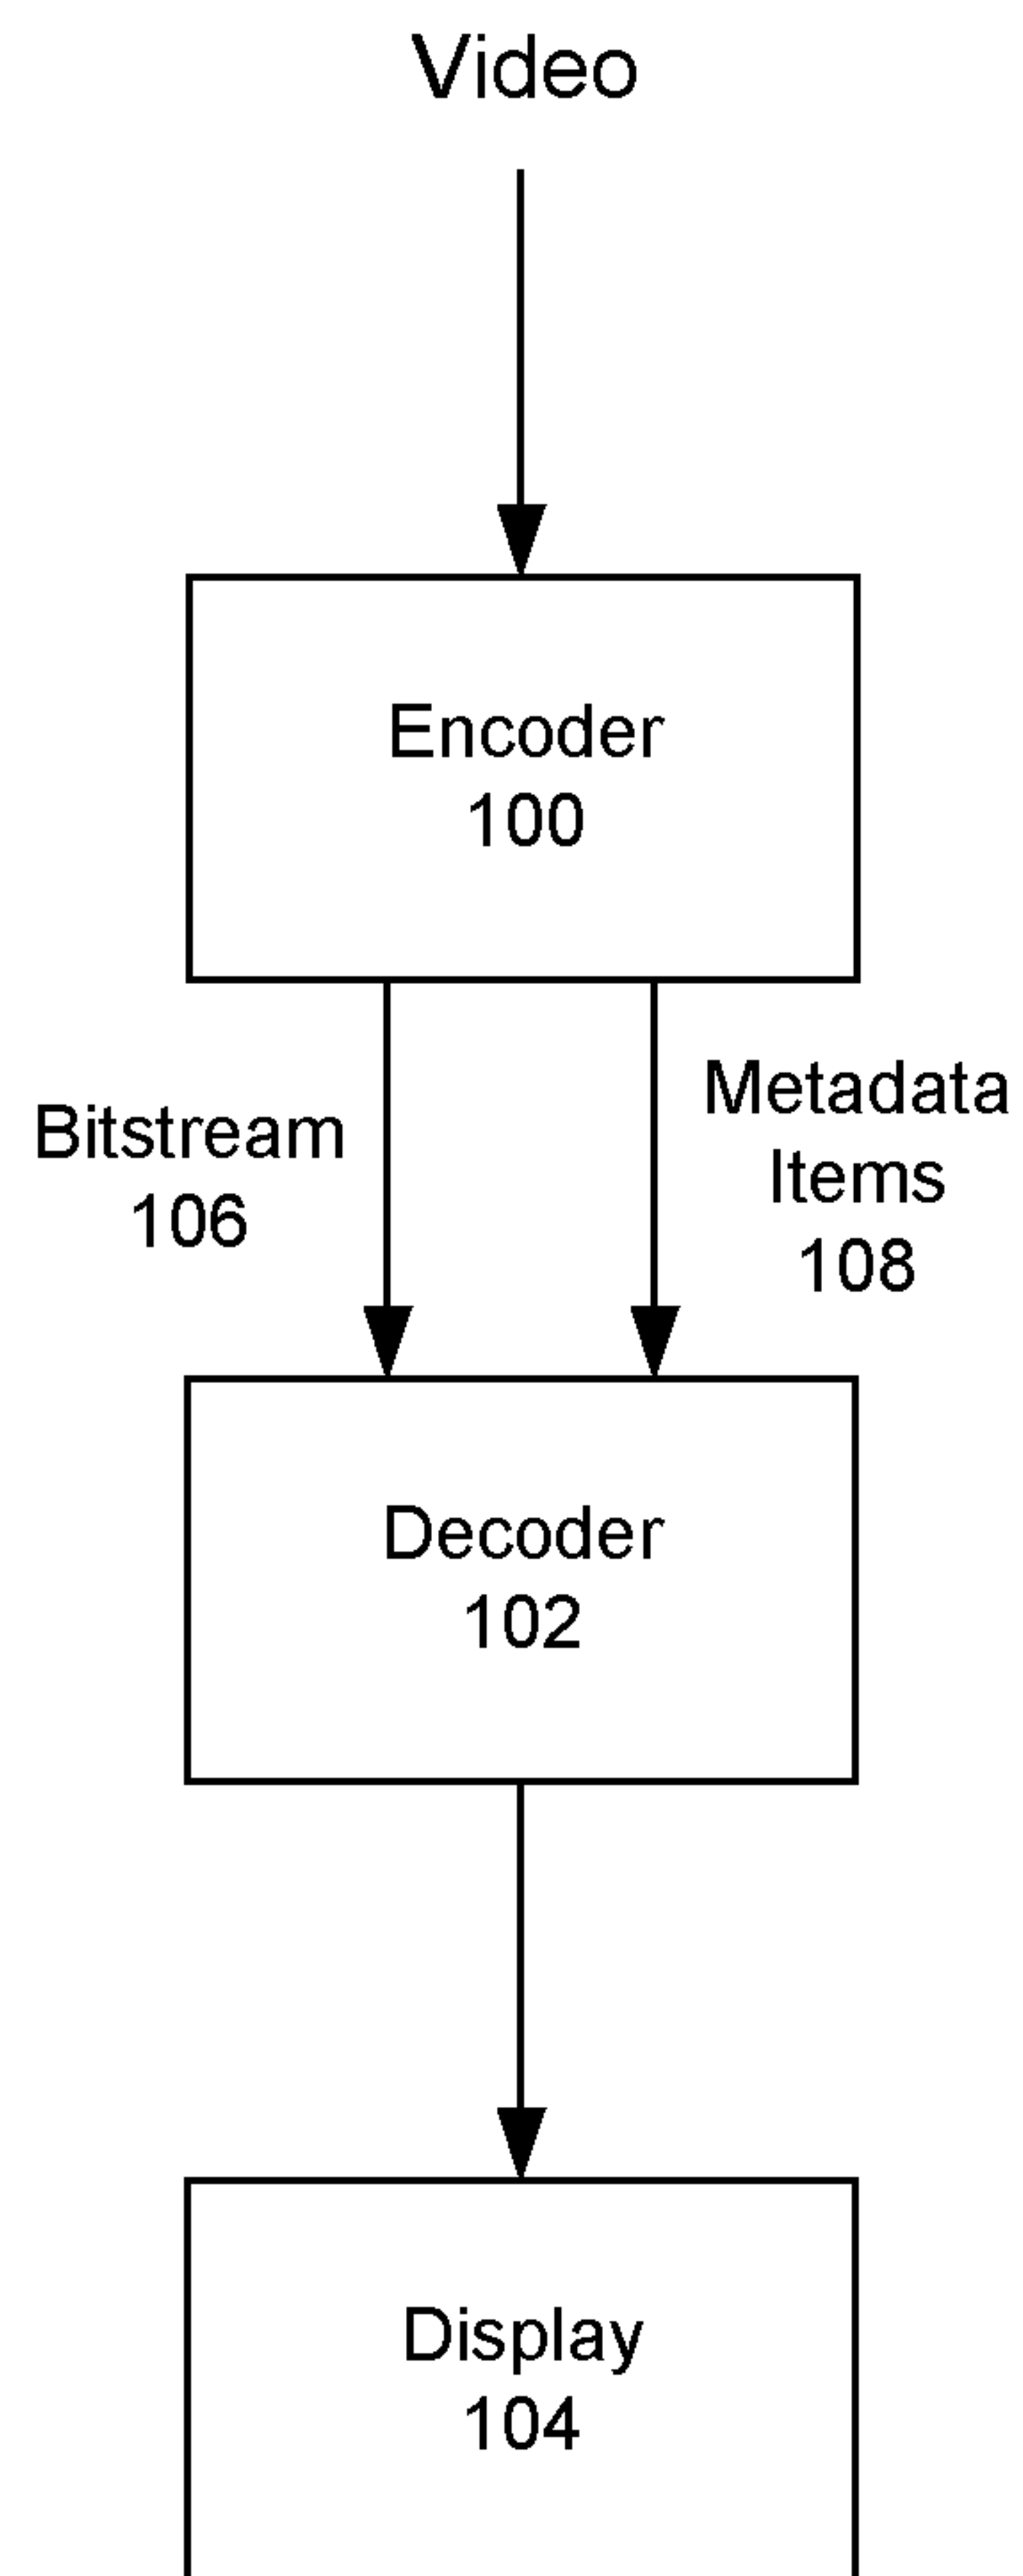 Video
Encoder
100
Bitstream
106
Metadata
Items
108
Decoder
102
Display
104